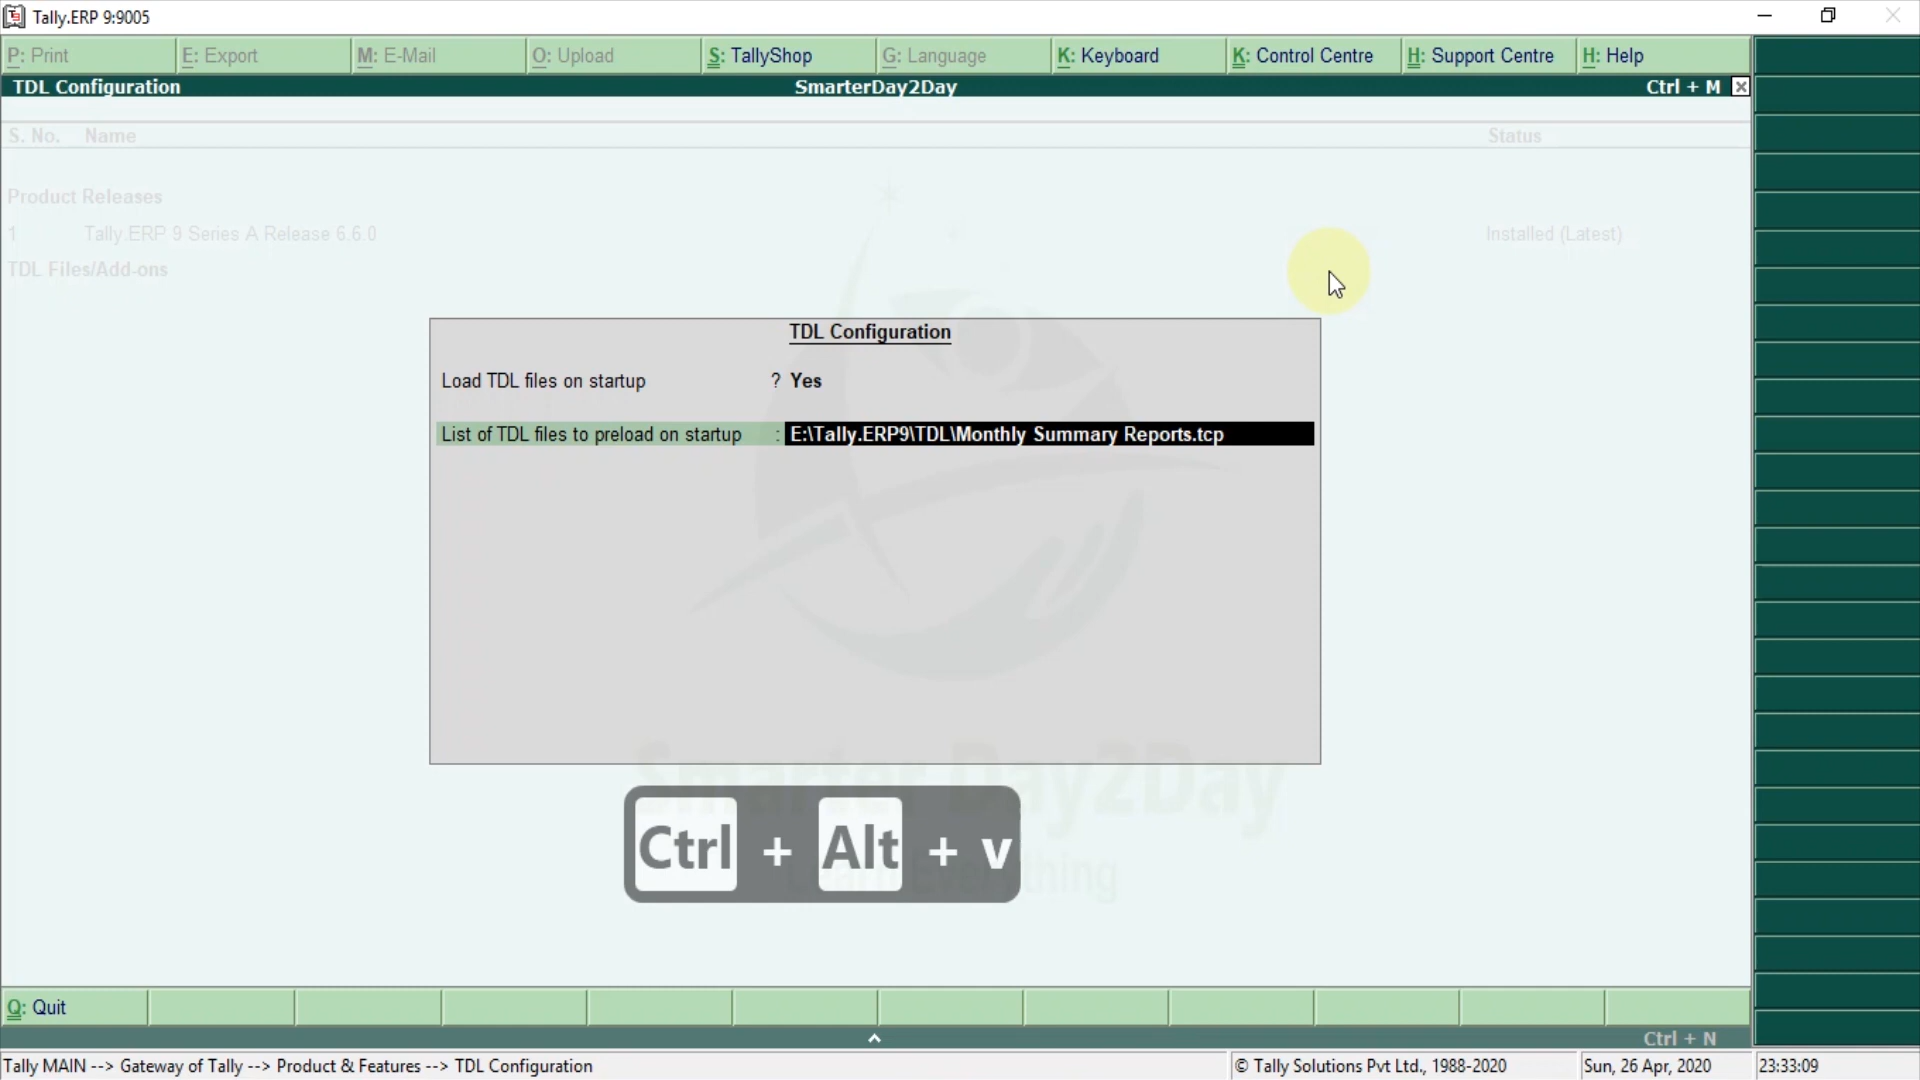 Tally.ERP 9:9005
P: Print
E: Export
M: E-Mail
O: Upload
S: TallyShop
G: Language
K: Keyboard
K: Control Centre
H: Support Centre
H: Help
TDL Configuration
SmarterDay2Day
Ctrl + M
S. No. Name
Status
Product Releases
1 Tally.ERP 9 Series A Release 6.6.0
Installed (Latest)
TDL Files/Add-ons
TDL Configuration
Load TDL files on startup ? Yes
List of TDL files to preload on startup : E:\Tally.ERP9\TDL\Monthly Summary Reports.tcp
Smarter Day2Day
Ctrl + Alt + v
Learn Everything
Q: Quit
Ctrl + N
Tally MAIN --> Gateway of Tally --> Product & Features --> TDL Configuration
© Tally Solutions Pvt Ltd., 1988-2020
Sun, 26 Apr, 2020
23:33:09